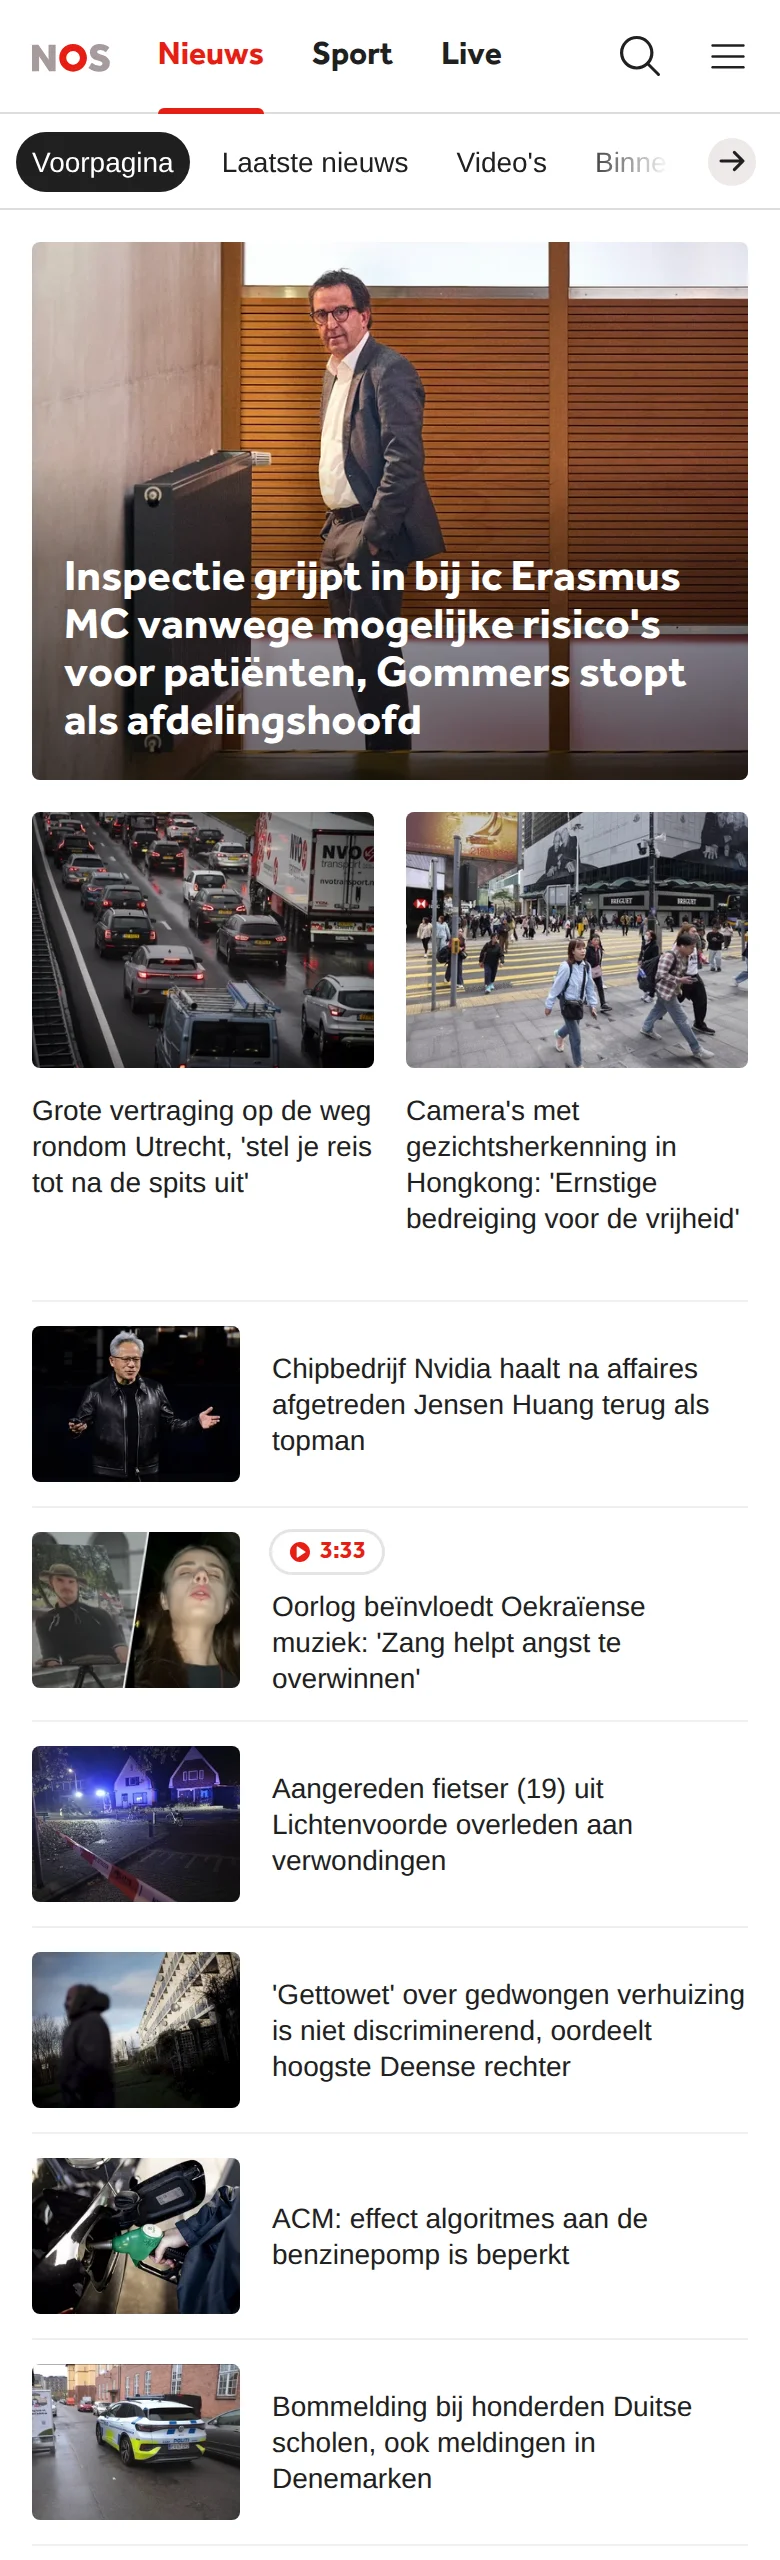 NOS
Nieuws
Sport
Live
Voorpagina
Laatste nieuws
Video's
Binne
Inspectie grijpt in bij ic Erasmus
MC vanwege mogelijke risico's
voor patiënten, Gommers stopt
als afdelingshoofd
NVO
transport.n
BREGUET
BREGUET
Grote vertraging op de weg
rondom Utrecht, 'stel je reis
tot na de spits uit'
Camera's met
gezichtsherkenning in
Hongkong: 'Ernstige
bedreiging voor de vrijheid'
Chipbedrijf Nvidia haalt na affaires
afgetreden Jensen Huang terug als
topman
3:33
Oorlog beïnvloedt Oekraïense
muziek: 'Zang helpt angst te
overwinnen'
Aangereden fietser (19) uit
Lichtenvoorde overleden aan
verwondingen
'Gettowet' over gedwongen verhuizing
is niet discriminerend, oordeelt
hoogste Deense rechter
ACM: effect algoritmes aan de
benzinepomp is beperkt
Bommelding bij honderden Duitse
scholen, ook meldingen in
Denemarken